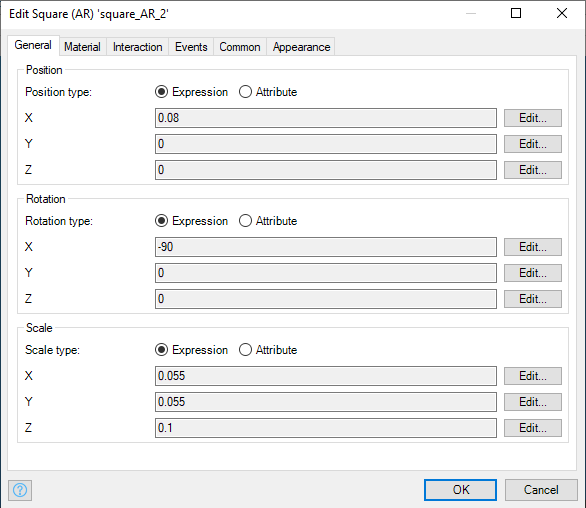 Edit Square (AR) 'square_AR_2'
General Material Interaction Events Common Appearance
Position
Position type: Expression Attribute
X 0.08 Edit...
Y 0 Edit...
Z 0 Edit...
Rotation
Rotation type: Expression Attribute
X -90 Edit...
Y 0 Edit...
Z 0 Edit...
Scale
Scale type: Expression Attribute
X 0.055 Edit...
Y 0.055 Edit...
Z 0.1 Edit...
? OK Cancel